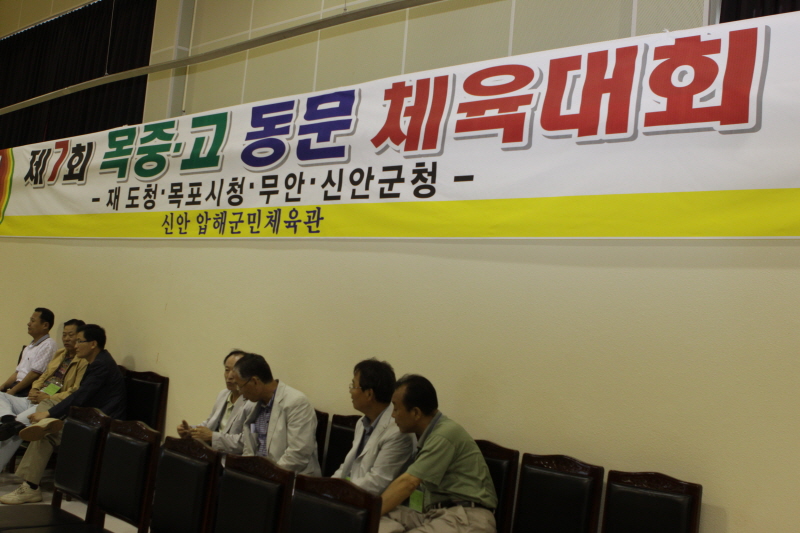 제7회 목중·고 동문 체육대회
- 재 도청·목포시청·무안·신안군청 -
신안 압해군민체육관